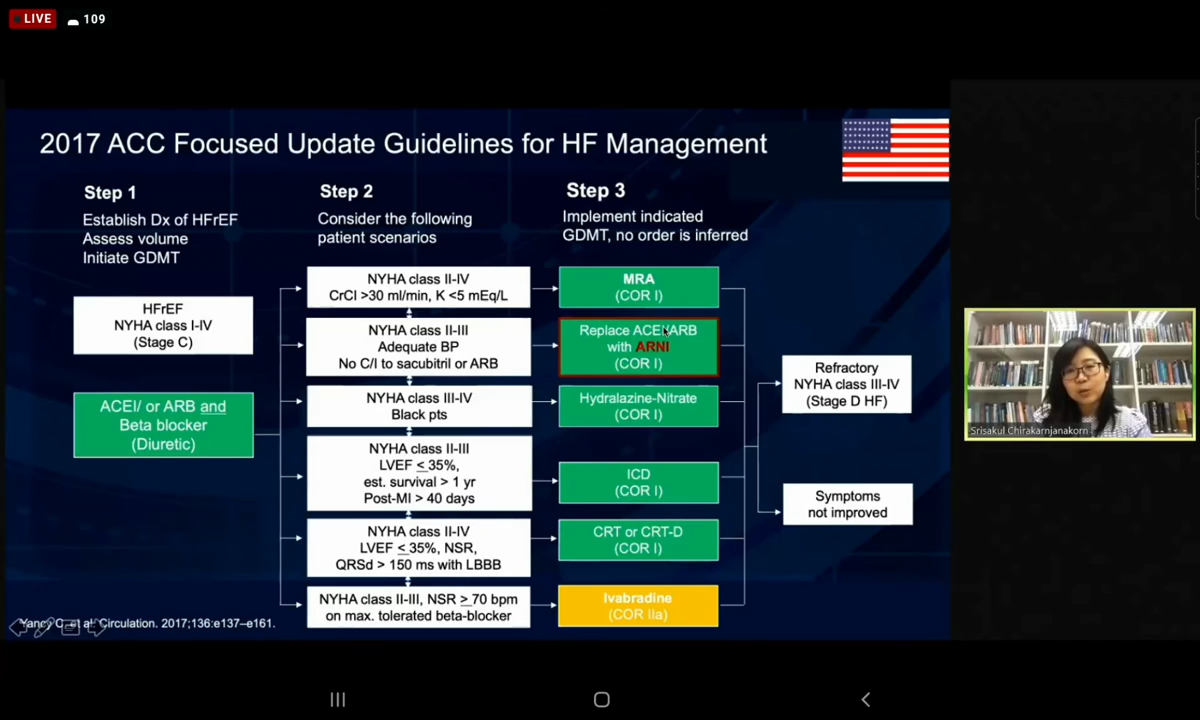 LIVE 109
2017 ACC Focused Update Guidelines for HF Management
Step 1
Establish Dx of HFrEF
Assess volume
Initiate GDMT
HFrEF
NYHA class I-IV
(Stage C)
ACEI/ or ARB and
Beta blocker
(Diuretic)
Step 2
Consider the following
patient scenarios
NYHA class II-IV
CrCl >30 ml/min, K <5 mEq/L
NYHA class II-III
Adequate BP
No C/I to sacubitril or ARB
NYHA class III-IV
Black pts
NYHA class II-III
LVEF ≤35%,
est. survival > 1 yr
Post-MI > 40 days
NYHA class II-IV
LVEF ≤35%, NSR,
QRSd > 150 ms with LBBB
NYHA class II-III, NSR ≥70 bpm
on max. tolerated beta-blocker
Step 3
Implement indicated
GDMT, no order is inferred
MRA
(COR I)
Replace ACEI/ARB
with ARNI
(COR I)
Hydralazine-Nitrate
(COR I)
ICD
(COR I)
CRT or CRT-D
(COR I)
Ivabradine
(COR IIa)
Refractory
NYHA class III-IV
(Stage D HF)
Symptoms
not improved
Yancy C, et al. Circulation. 2017;136:e137–e161.
Srisakul Chirakarnjanakorn